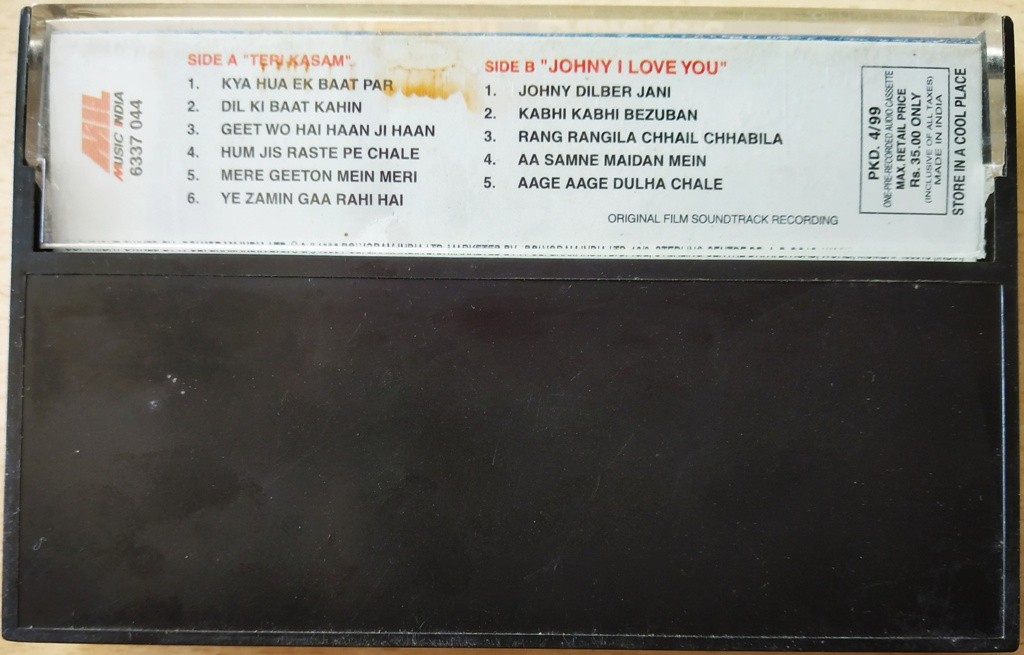 MIL
MUSIC INDIA
6337 044
SIDE A "TERI KASAM"
1. KYA HUA EK BAAT PAR
2. DIL KI BAAT KAHIN
3. GEET WO HAI HAAN JI HAAN
4. HUM JIS RASTE PE CHALE
5. MERE GEETON MEIN MERI
6. YE ZAMIN GAA RAHI HAI
SIDE B "JOHNY I LOVE YOU"
1. JOHNY DILBER JANI
2. KABHI KABHI BEZUBAN
3. RANG RANGILA CHHAIL CHHABILA
4. AA SAMNE MAIDAN MEIN
5. AAGE AAGE DULHA CHALE
ORIGINAL FILM SOUNDTRACK RECORDING
PKD. 4/99
ONE-PRE-RECORDED AUDIO CASSETTE
MAX. RETAIL PRICE
Rs. 35.00 ONLY
(INCLUSIVE OF ALL TAXES)
MADE IN INDIA
STORE IN A COOL PLACE